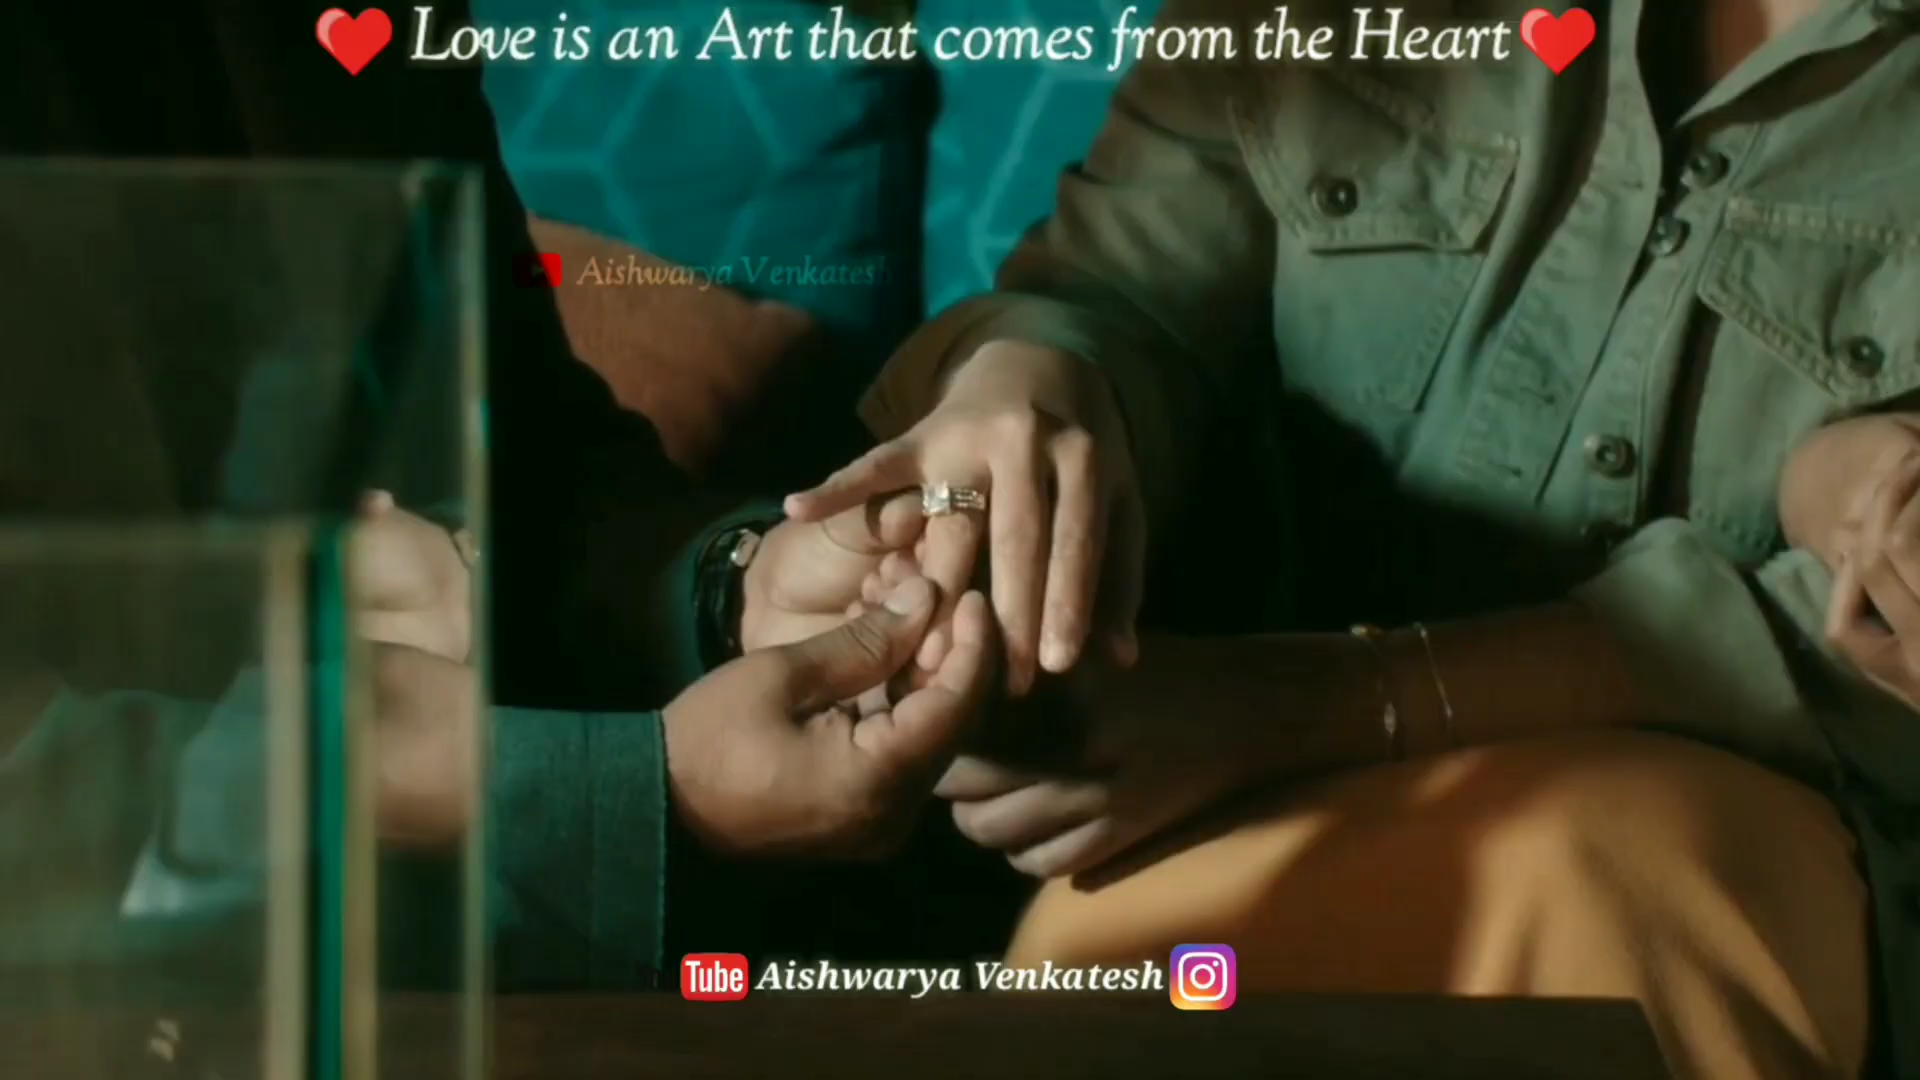 Love is an Art that comes from the Heart
Aishwarya Venkatesh
Tube Aishwarya Venkatesh